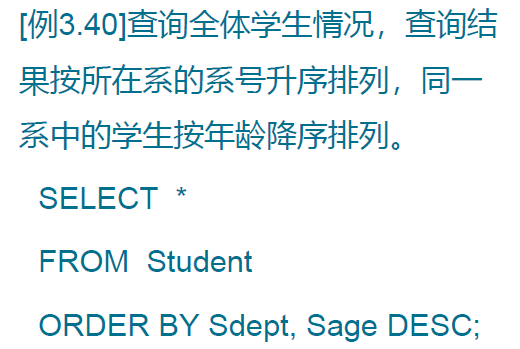 [例3.40]查询全体学生情况，查询结
果按所在系的系号升序排列，同一
系中的学生按年龄降序排列。
SELECT *
FROM Student
ORDER BY Sdept, Sage DESC;